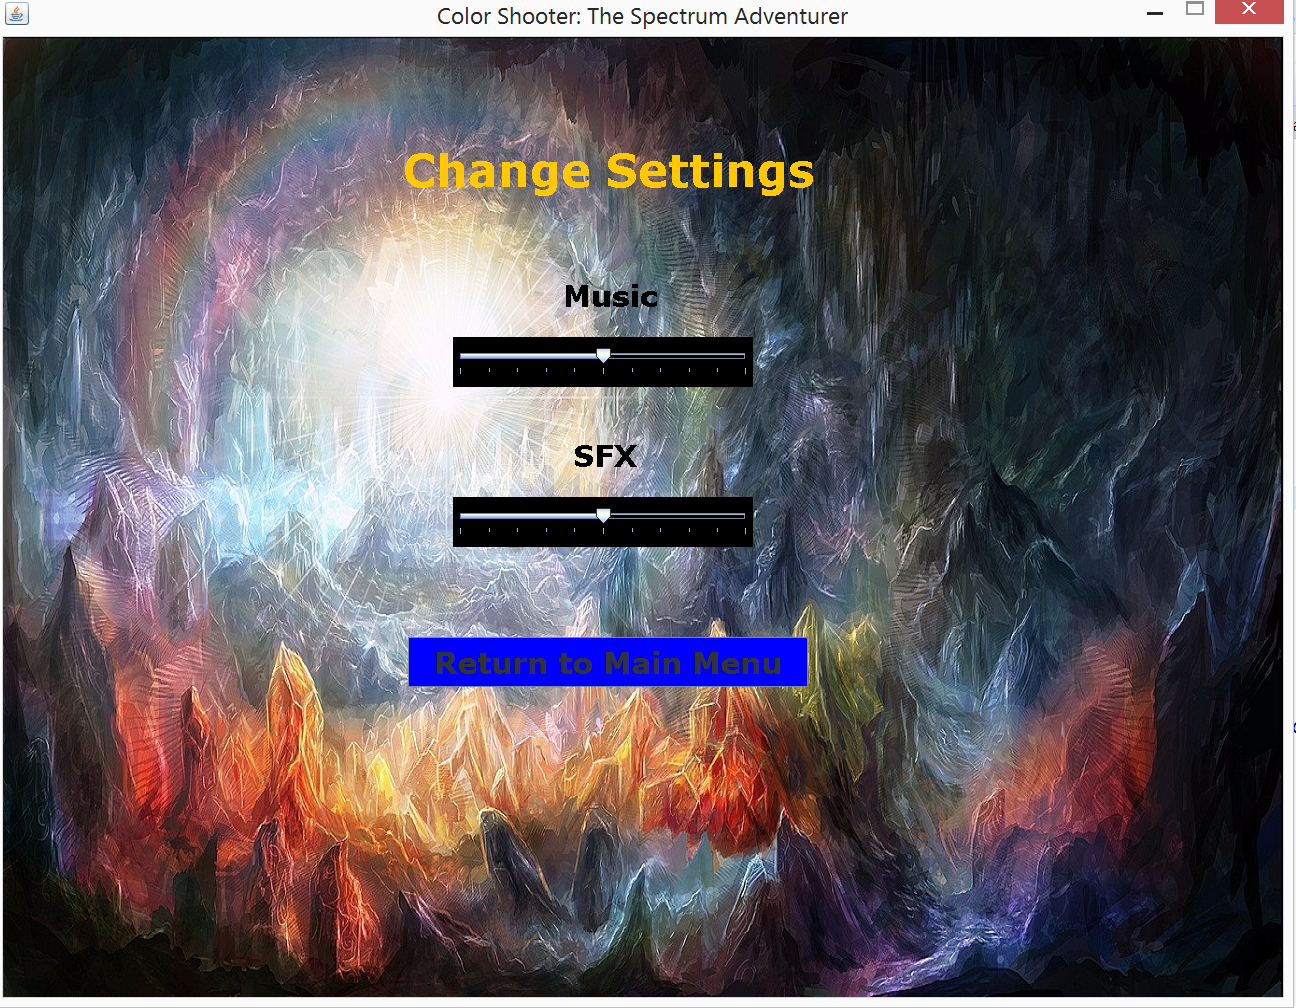 Color Shooter: The Spectrum Adventurer
Change Settings
Music
SFX
Return to Main Menu